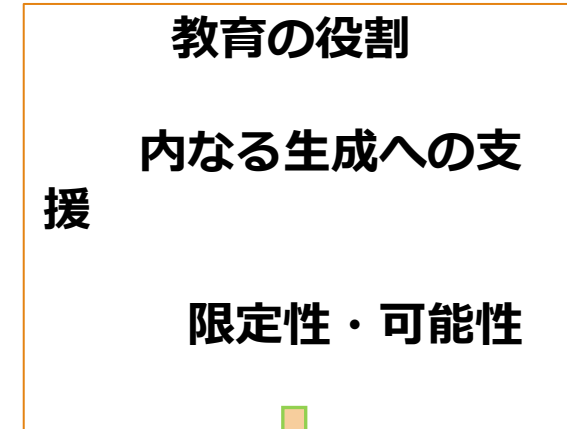 教育の役割
内なる生成への支
援
限定性・可能性